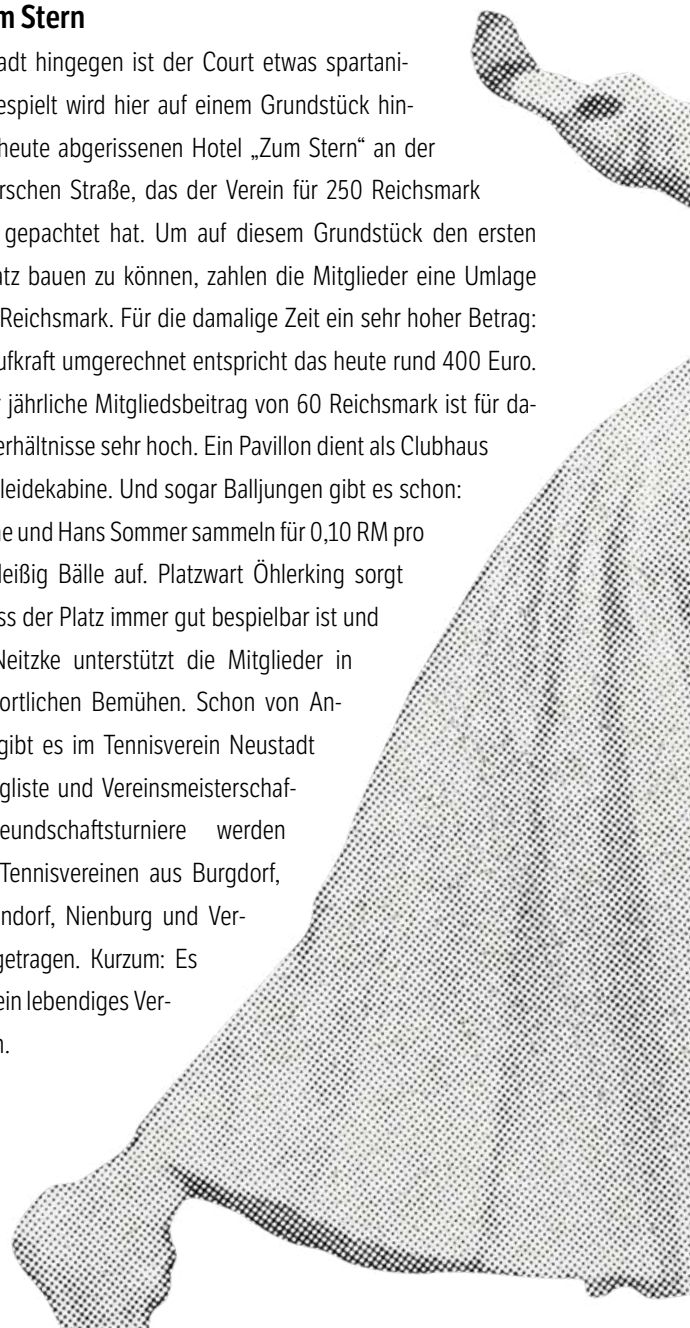 m Stern
adt hingegen ist der Court etwas spartani-
espielt wird hier auf einem Grundstück hin-
heute abgerissenen Hotel „Zum Stern“ an der
rschen Straße, das der Verein für 250 Reichsmark
gepachtet hat. Um auf diesem Grundstück den ersten
atz bauen zu können, zahlen die Mitglieder eine Umlage
Reichsmark. Für die damalige Zeit ein sehr hoher Betrag:
ufkraft umgerechnet entspricht das heute rund 400 Euro.
r jährliche Mitgliedsbeitrag von 60 Reichsmark ist für da-
erhältnisse sehr hoch. Ein Pavillon dient als Clubhaus
leidekabine. Und sogar Balljungen gibt es schon:
ne und Hans Sommer sammeln für 0,10 RM pro
leißig Bälle auf. Platzwart Öhlerking sorgt
ss der Platz immer gut bespielbar ist und
Neitzke unterstützt die Mitglieder in
ortlichen Bemühen. Schon von An-
gibt es im Tennisverein Neustadt
gliste und Vereinsmeisterschaf-
eundschaftsturniere werden
Tennisvereinen aus Burgdorf,
ndorf, Nienburg und Ver-
getragen. Kurzum: Es
ein lebendiges Ver-
n.